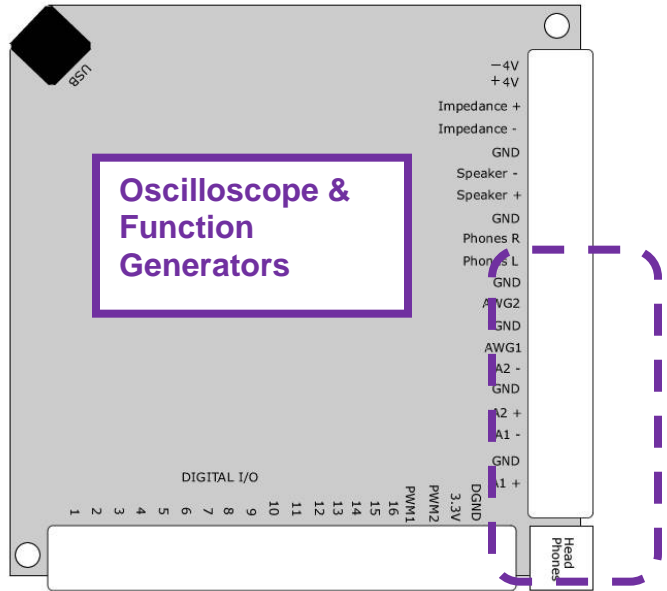 USB
−4V
+4V
Impedance +
Impedance -
GND
Speaker -
Speaker +
GND
Phones R
Phones L
GND
AWG2
GND
AWG1
A2 -
GND
A2 +
A1 -
GND
A1 +
Oscilloscope &
Function
Generators
DIGITAL I/O
1
2
3
4
5
6
7
8
9
10
11
12
13
14
15
16
PWM1
PWM2
3.3V
DGND
Head
Phones